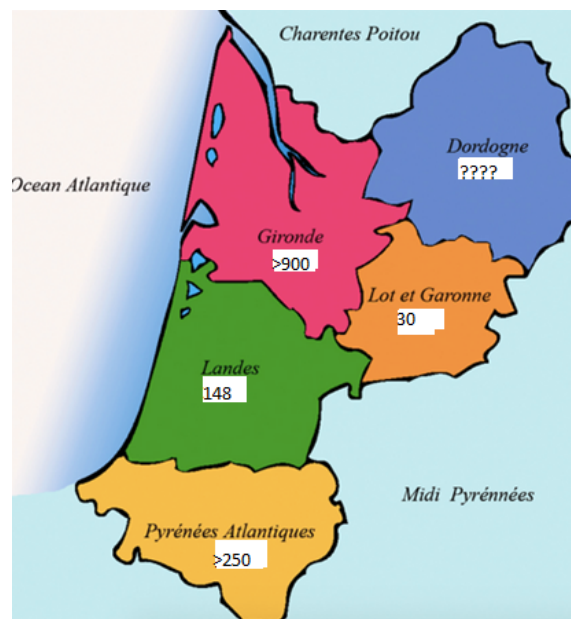 Charentes Poitou
Dordogne
????
Ocean Atlantique
Gironde
>900
Lot et Garonne
30
Landes
148
Midi Pyrénnées
Pyrénées Atlantiques
>250